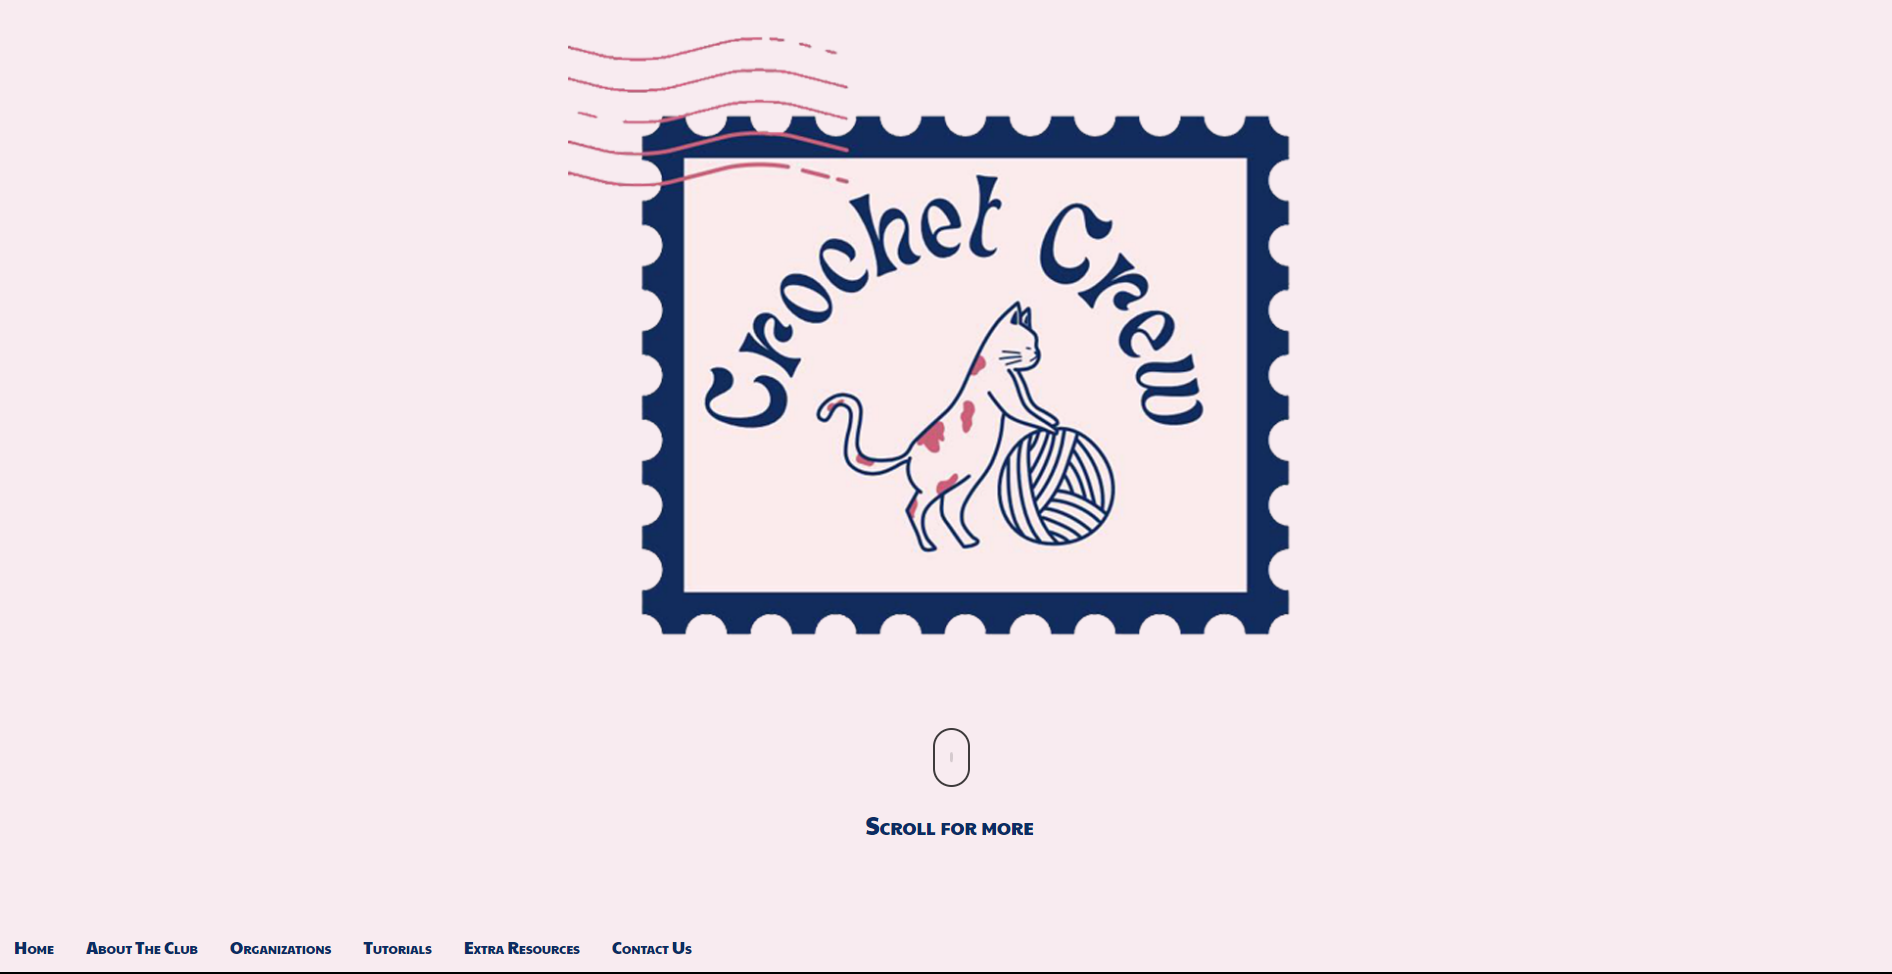 Crochet Crew
Scroll for more
Home About The Club Organizations Tutorials Extra Resources Contact Us